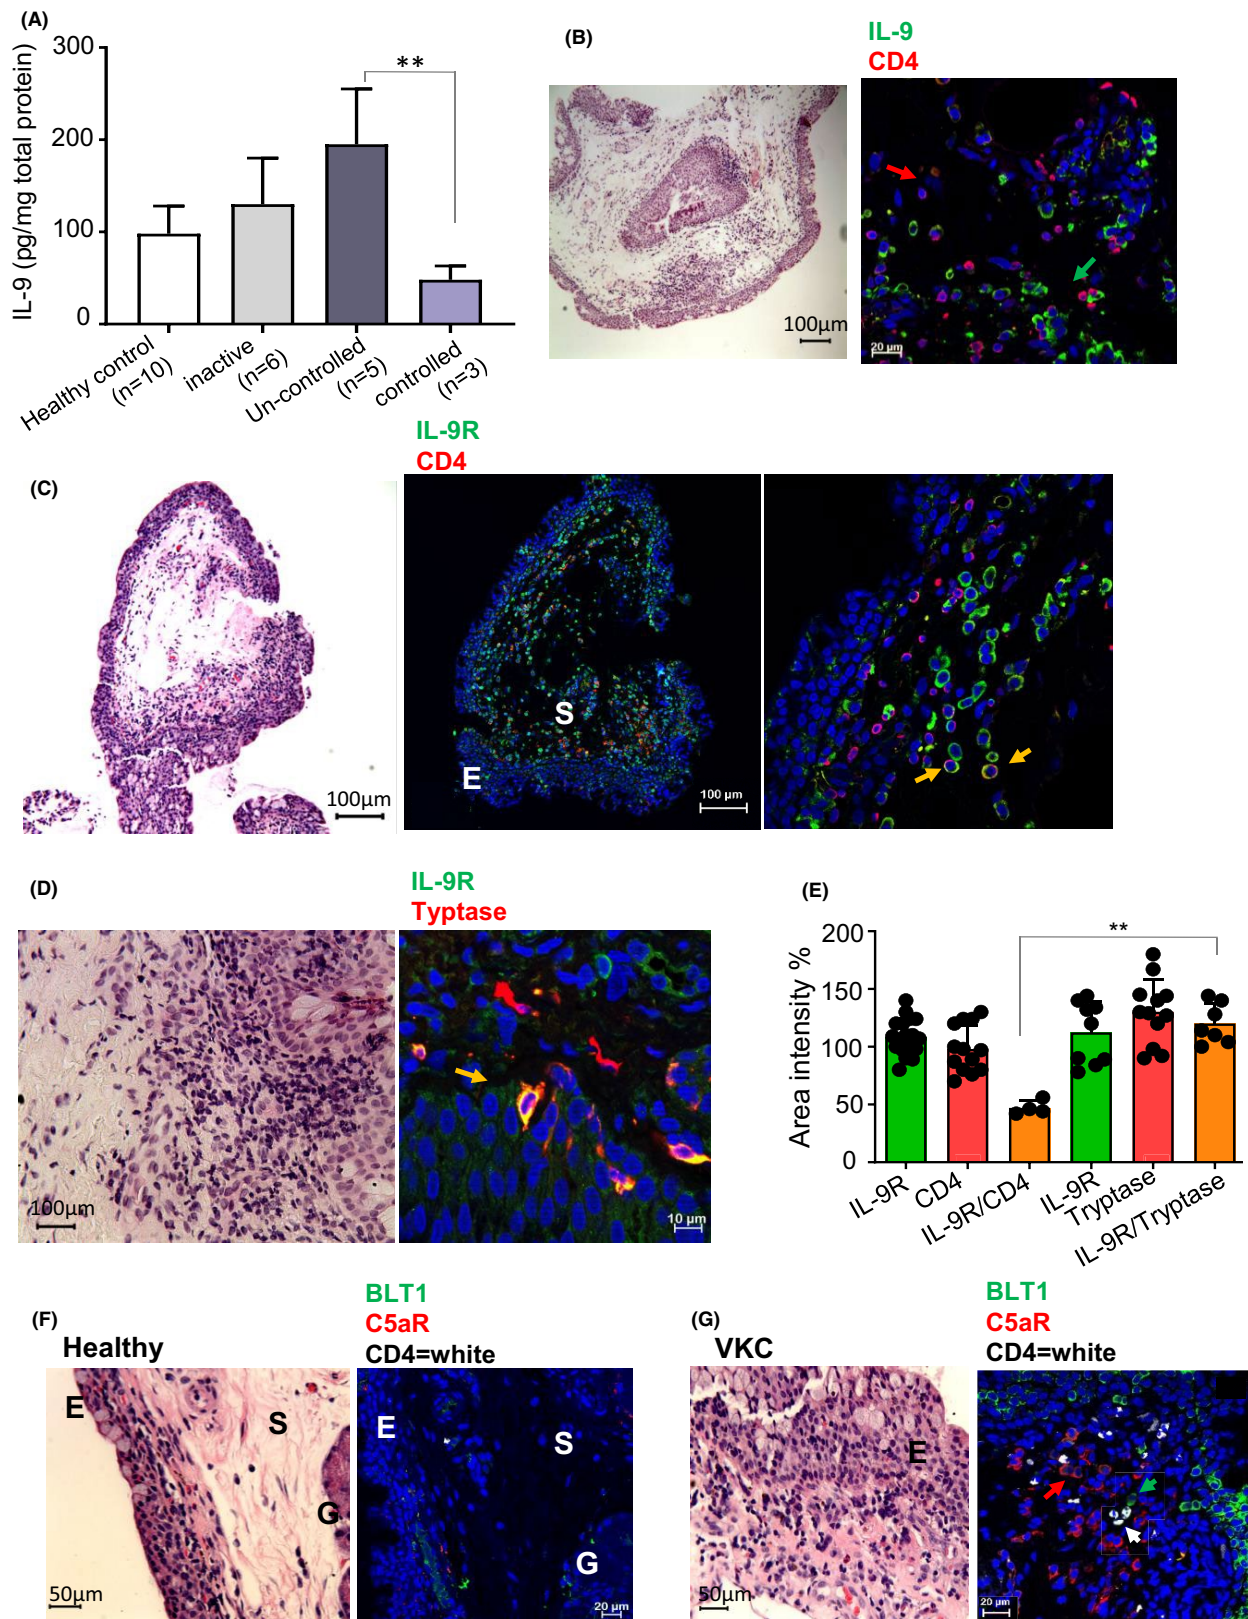 (A)
IL-9 (pg/mg total protein)
300
200
100
0
Healthy control
(n=10)
inactive
(n=6)
Un-controlled
(n=5)
controlled
(n=3)
**
(B)
IL-9
CD4
100µm
20 µm
(C)
IL-9R
CD4
100µm
S
E
100 µm
(D)
IL-9R
Typtase
100µm
10 µm
(E)
Area intensity %
200
150
100
50
0
**
IL-9R
CD4
IL-9R/CD4
IL-9R
Tryptase
IL-9R/Tryptase
(F)
Healthy
BLT1
C5aR
CD4=white
E
S
G
50µm
E
S
G
20 µm
(G)
VKC
BLT1
C5aR
CD4=white
E
50µm
20 µm